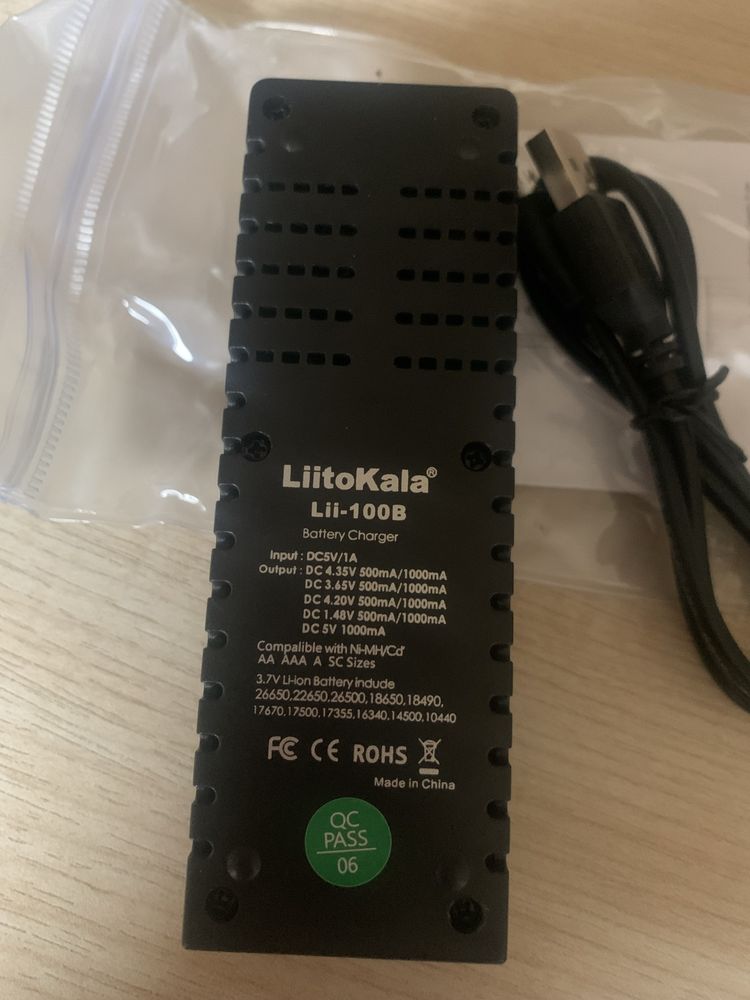 LiitoKala®
Lii-100B
Battery Charger
Input : DC5V/1A
Output : DC 4.35V 500mA/1000mA
DC 3.65V 500mA/1000mA
DC 4.20V 500mA/1000mA
DC 1.48V 500mA/1000mA
DC 5V 1000mA
Compalible with Ni-MH/Cd'
AA AAA A SC Sizes
3.7V Li-ion Battery indude
26650,22650,26500,18650,18490,
17670,17500,17355,16340,14500,10440
FC CE ROHS
Made in China
QC
PASS
06